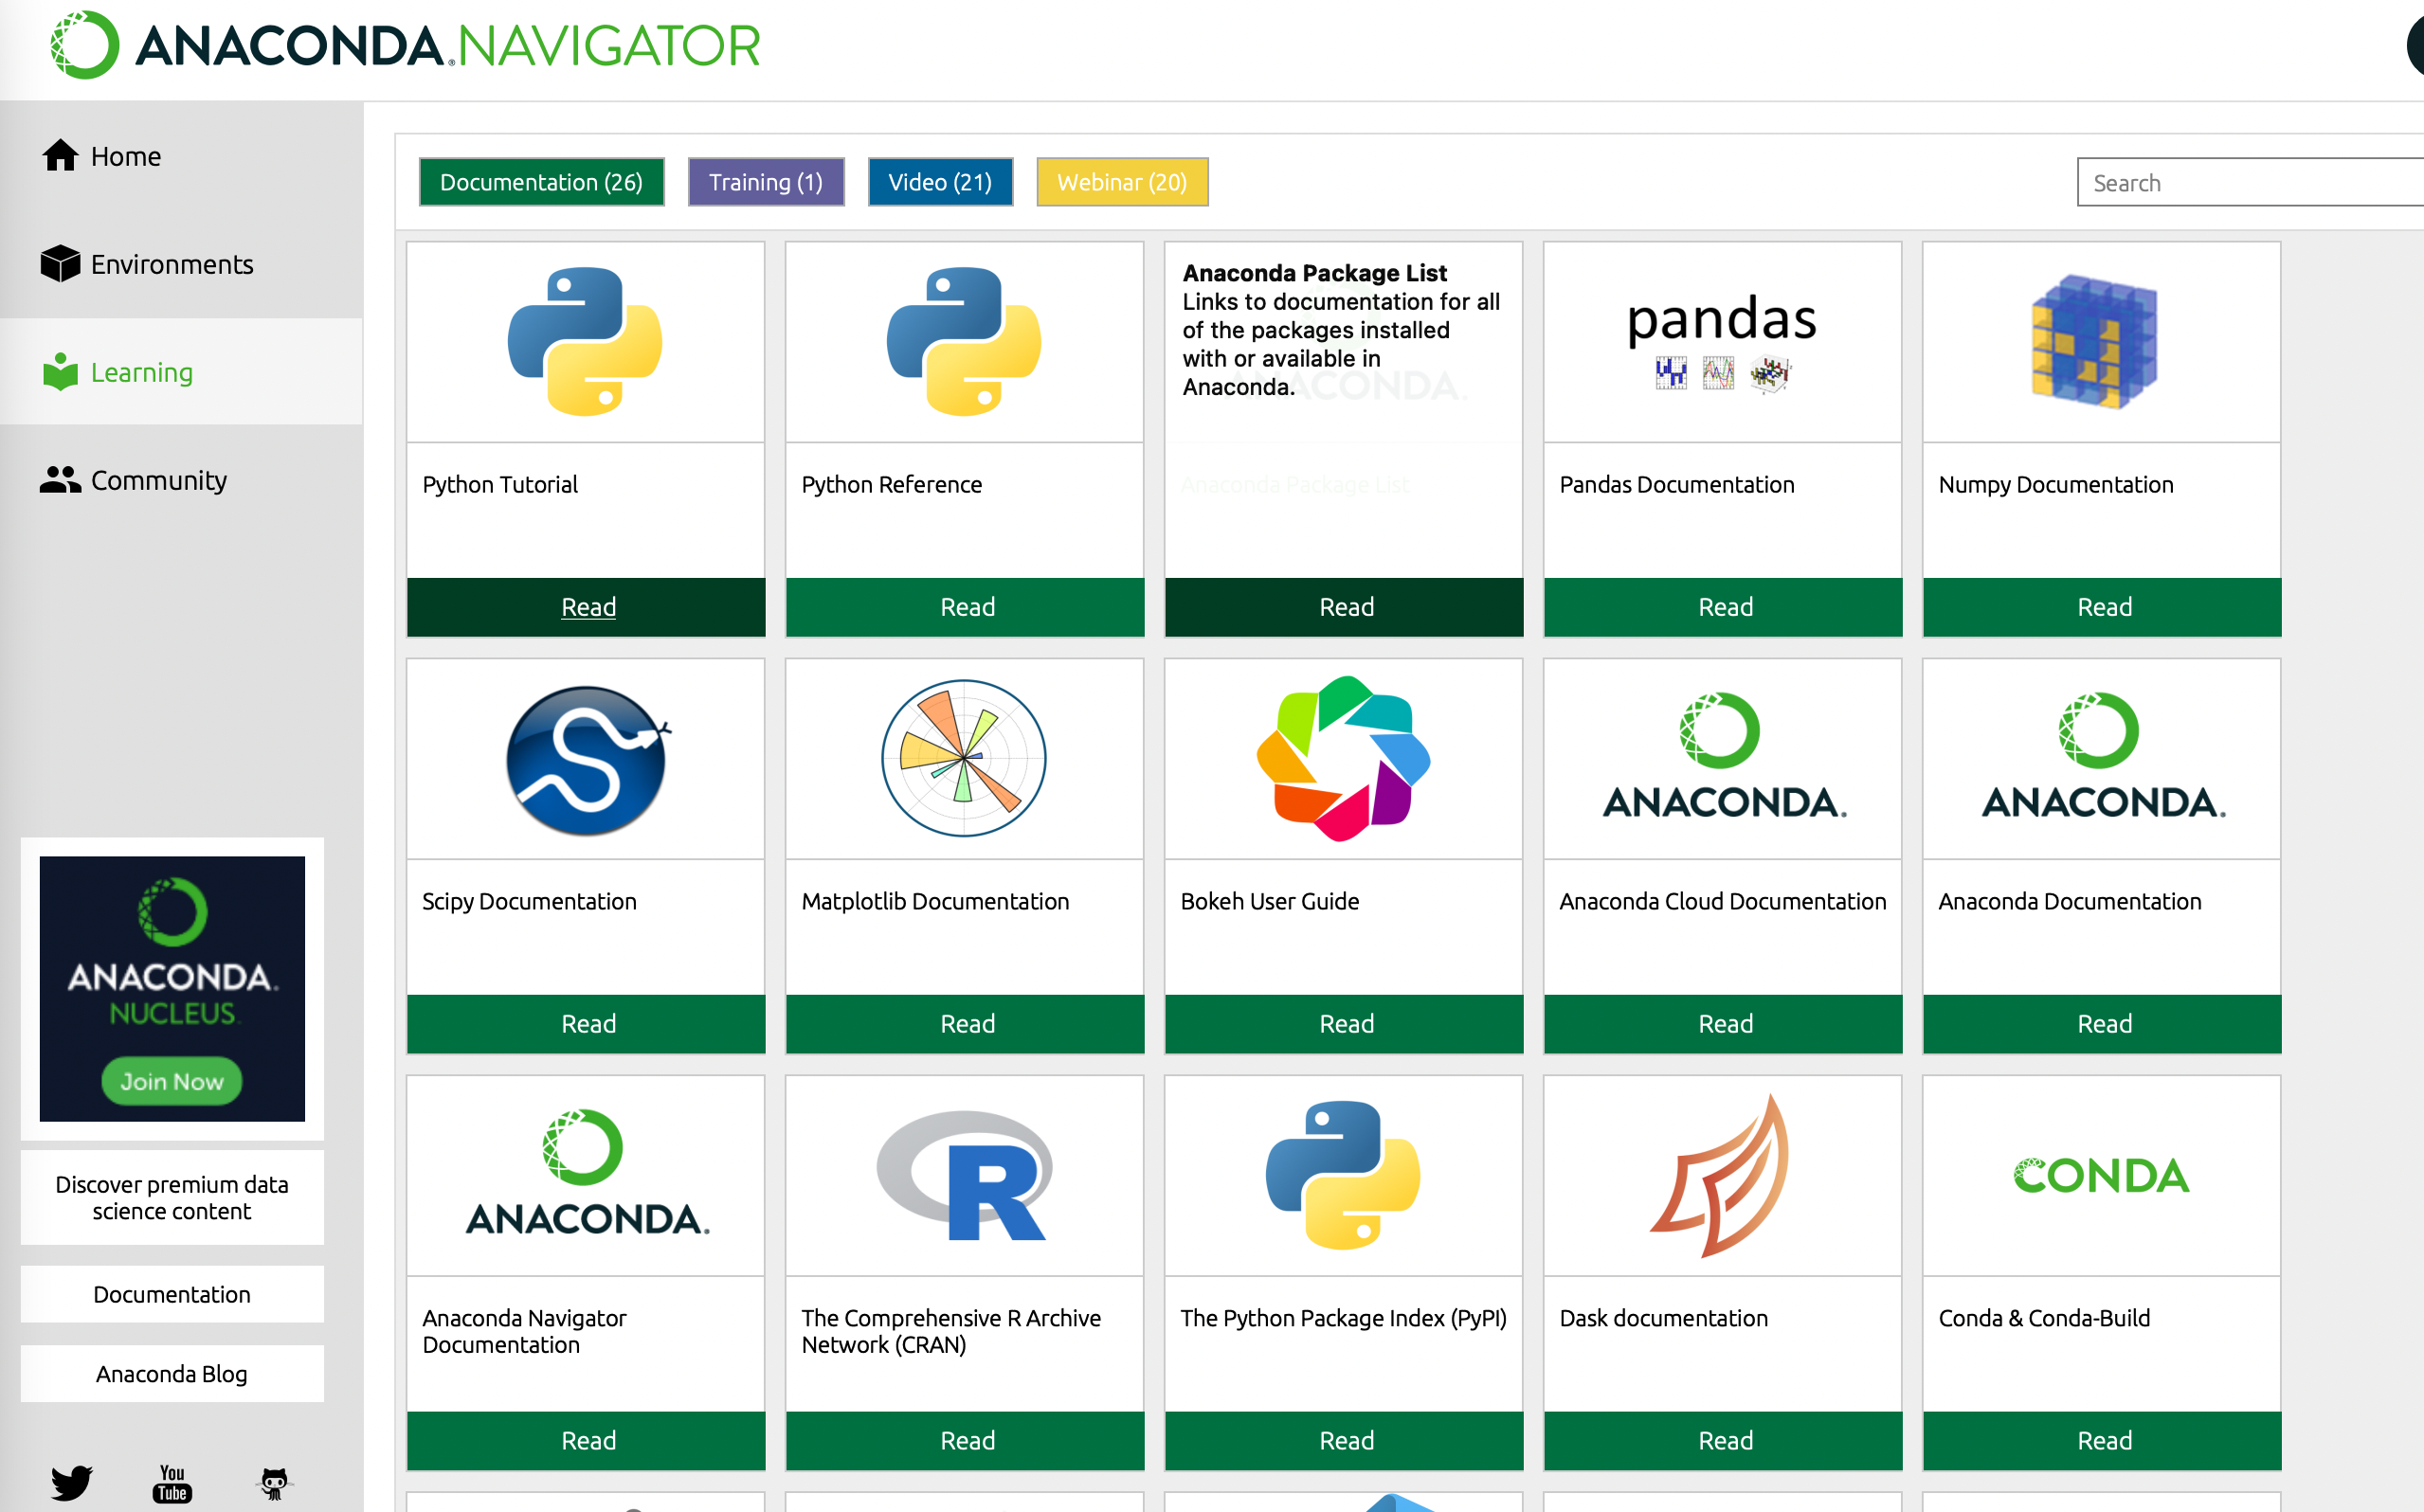 ANACONDA.NAVIGATOR
Home
Environments
Learning
Community
ANACONDA.
NUCLEUS.
Join Now
Discover premium data
science content
Documentation
Anaconda Blog
You
Tube
Documentation (26)
Training (1)
Video (21)
Webinar (20)
Search
Python Tutorial
Read
Python Reference
Read
Anaconda Package List
Links to documentation for all
of the packages installed
with or available in
Anaconda.
ANACONDA.
Anaconda Package List
Read
pandas
Pandas Documentation
Read
Numpy Documentation
Read
Scipy Documentation
Read
Matplotlib Documentation
Read
Bokeh User Guide
Read
ANACONDA.
Anaconda Cloud Documentation
Read
ANACONDA.
Anaconda Documentation
Read
ANACONDA.
Anaconda Navigator
Documentation
Read
R
The Comprehensive R Archive
Network (CRAN)
Read
The Python Package Index (PyPI)
Read
Dask documentation
Read
CONDA
Conda & Conda-Build
Read